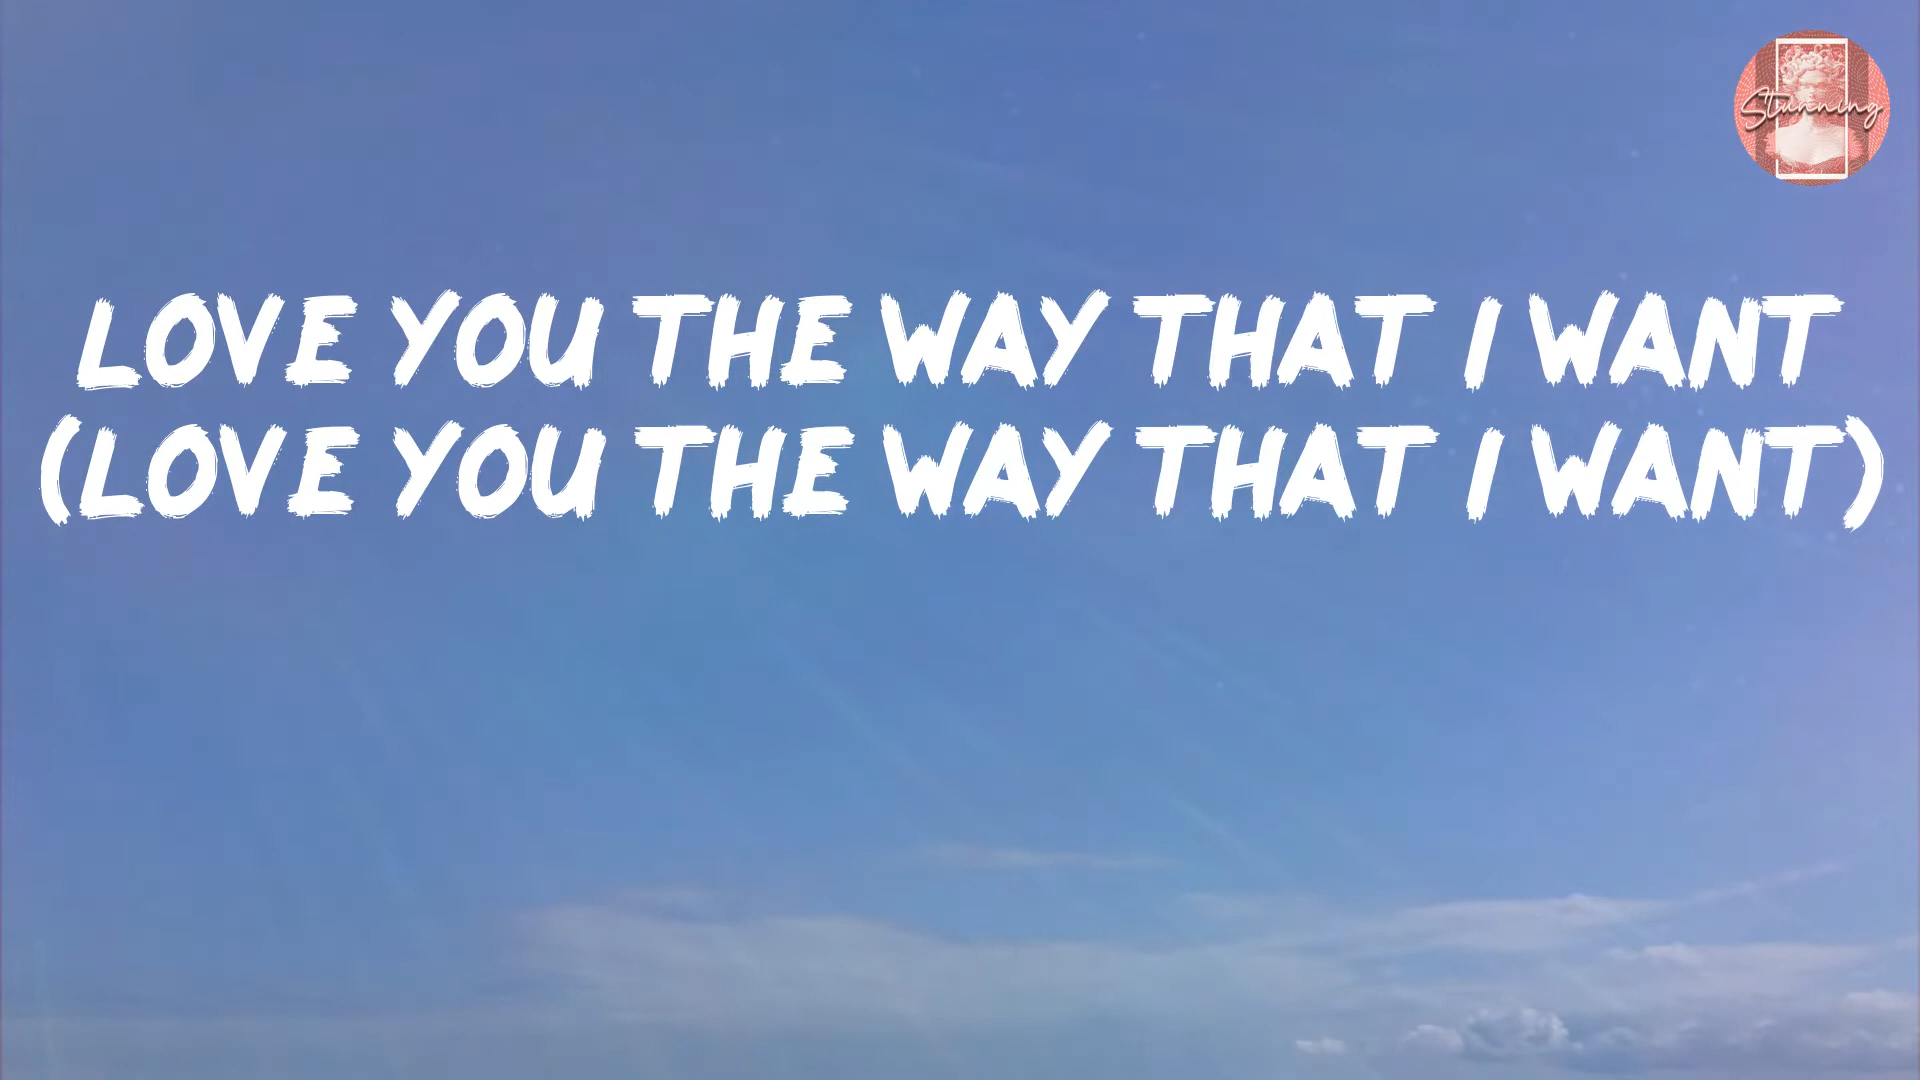 Stunning
LOVE YOU THE WAY THAT I WANT
(LOVE YOU THE WAY THAT I WANT)